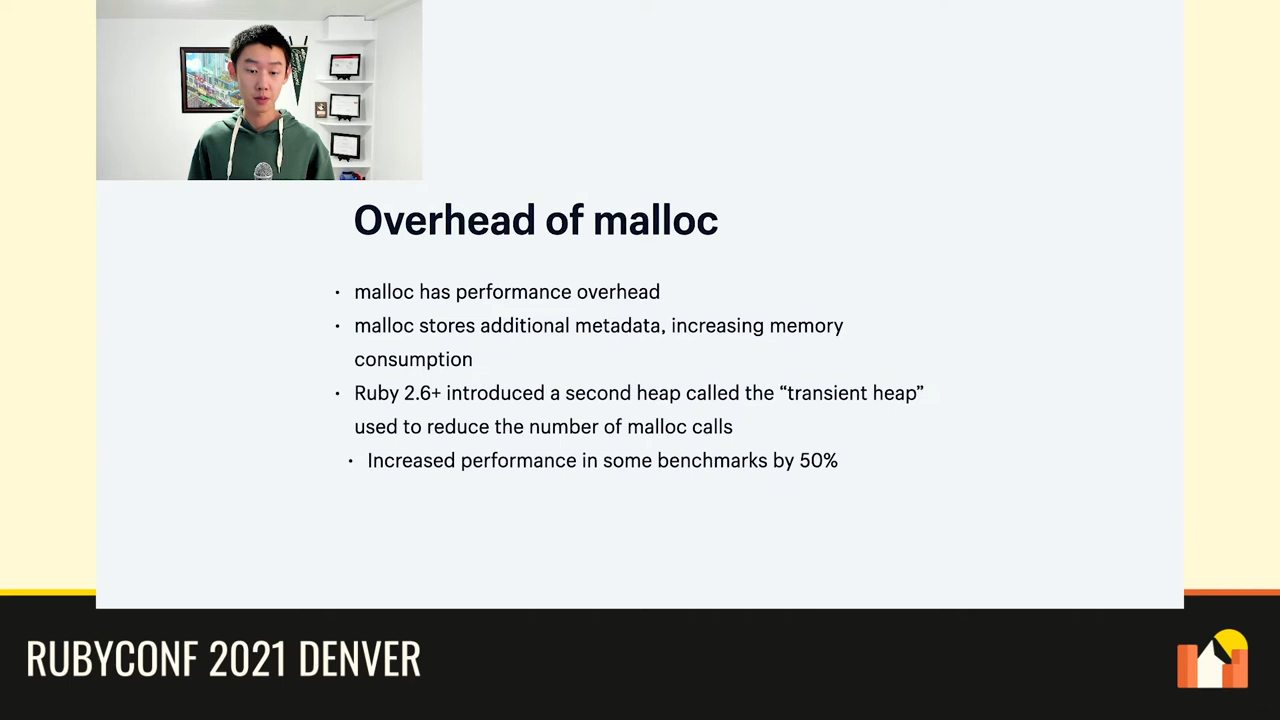 Overhead of malloc
• malloc has performance overhead
• malloc stores additional metadata, increasing memory
consumption
• Ruby 2.6+ introduced a second heap called the “transient heap”
used to reduce the number of malloc calls
• Increased performance in some benchmarks by 50%
RUBYCONF 2021 DENVER